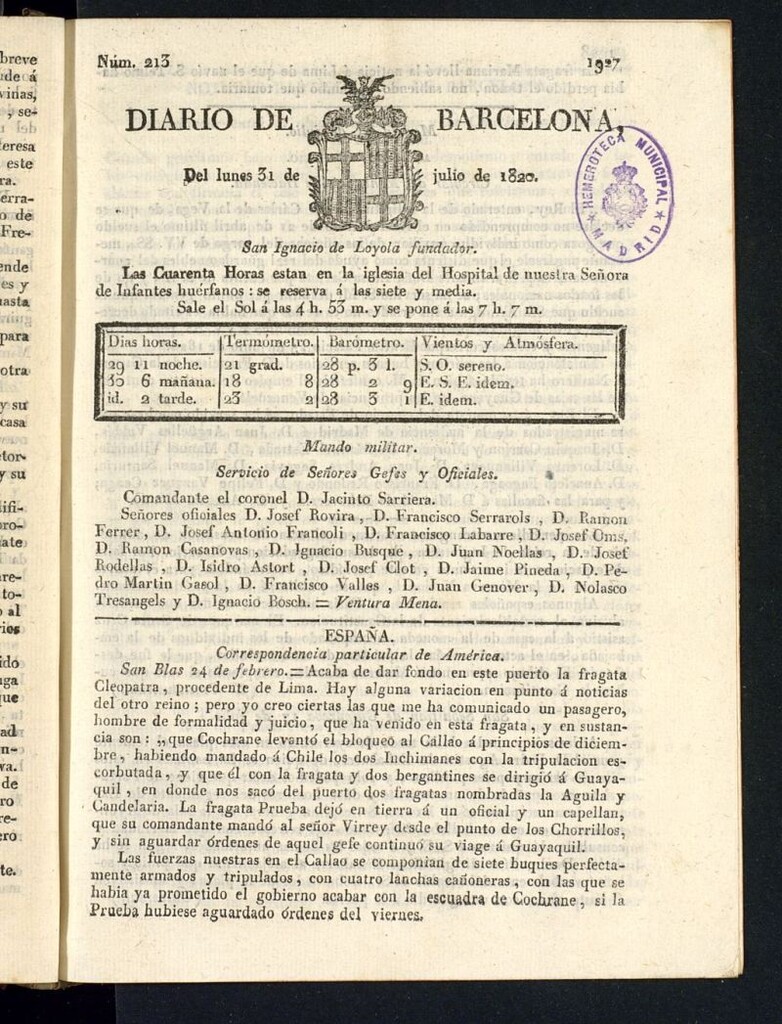 Núm. 213
1927
DIARIO DE BARCELONA,
Del lunes 31 de julio de 1820.
HEMEROTECA MUNICIPAL
MADRID
San Ignacio de Loyola fundador.
Las Cuarenta Horas estan en la iglesia del Hospital de nuestra Señora
de Infantes huérfanos : se reserva á las siete y media.
Sale el Sol á las 4 h. 53 m. y se pone á las 7 h. 7 m.
Dias horas. Termómetro. Barómetro. Vientos y Atmósfera.
29 11 noche. 21 grad. 28 p. 3 l. S. O. sereno.
30 6 mañana. 18 8 28 2 9 E. S. E. idem.
id. 2 tarde. 23 2 28 3 1 E. idem.
Mando militar.
Servicio de Señores Gefes y Oficiales.
Comandante el coronel D. Jacinto Sarriera.
Señores oficiales D. Josef Rovira , D. Francisco Serrarols , D. Ramon
Ferrer , D. Josef Antonio Francoli , D. Francisco Labarre , D. Josef Oms,
D. Ramon Casanovas , D. Ignacio Busque , D. Juan Noellas , D. Josef
Rodellas , D. Isidro Astort , D. Josef Clot , D. Jaime Pineda , D. Pe-
dro Martin Gasol , D. Francisco Valles , D. Juan Genover , D. Nolasco
Tresangels y D. Ignacio Bosch. = Ventura Mena.
ESPAÑA.
Correspondencia particular de América.
San Blas 24 de febrero. = Acaba de dar fondo en este puerto la fragata
Cleopatra , procedente de Lima. Hay alguna variacion en punto á noticias
del otro reino ; pero yo creo ciertas las que me ha comunicado un pasagero,
hombre de formalidad y juicio, que ha venido en esta fragata , y en sustan-
cia son : „que Cochrane levantó el bloqueo al Callao á principios de diciem-
bre , habiendo mandado á Chile los dos Inchimanes con la tripulacion es-
corbutada, y que él con la fragata y dos bergantines se dirigió á Guaya-
quil , en donde nos sacó del puerto dos fragatas nombradas la Aguila y
Candelaria. La fragata Prueba dejó en tierra á un oficial y un capellan,
que su comandante mandó al señor Virrey desde el punto de los Chorrillos,
y sin aguardar órdenes de aquel gefe continuó su viage á Guayaquil.
Las fuerzas nuestras en el Callao se componian de siete buques perfecta-
mente armados y tripulados , con cuatro lanchas cañoneras , con las que se
habia ya prometido el gobierno acabar con la escuadra de Cochrane , si la
Prueba hubiese aguardado órdenes del viernes.